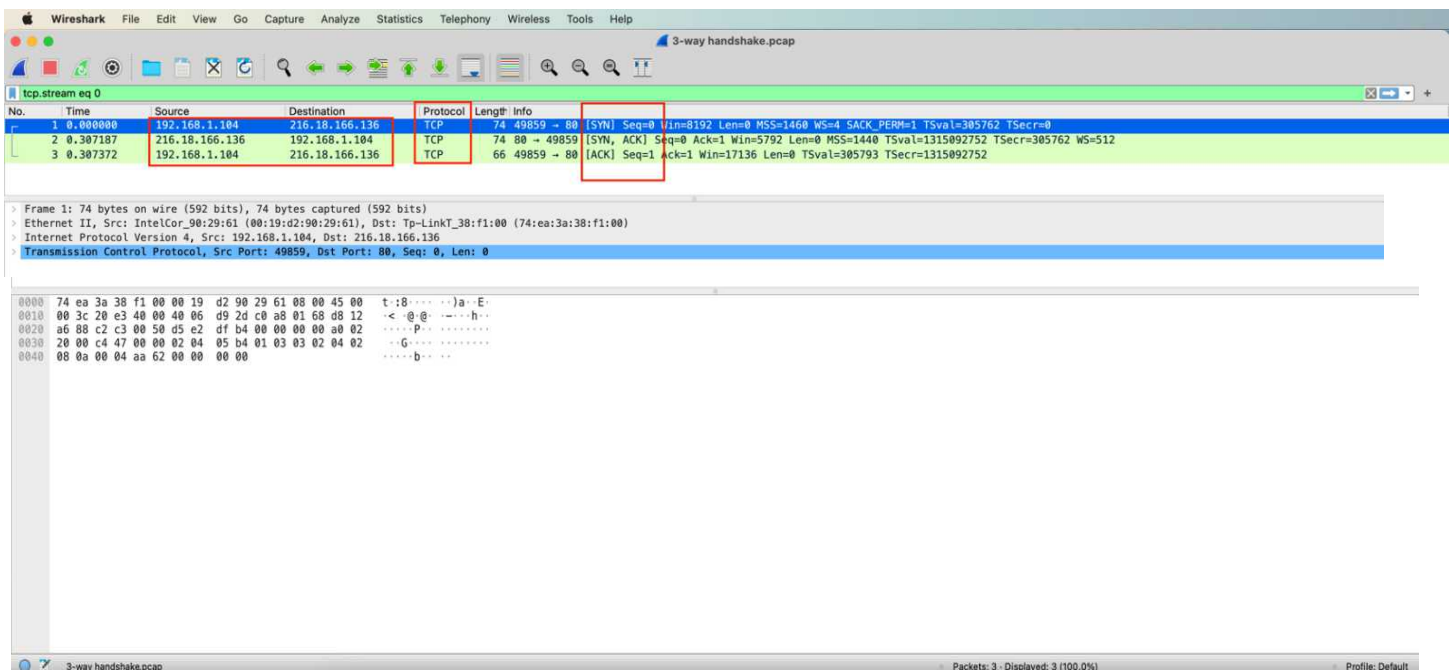 Wireshark File Edit View Go Capture Analyze Statistics Telephony Wireless Tools Help
3-way handshake.pcap
tcp.stream eq 0
No. Time Source Destination Protocol Length Info
1 0.000000 192.168.1.104 216.18.166.136 TCP 74 49859 → 80 [SYN] Seq=0 Win=8192 Len=0 MSS=1460 WS=4 SACK_PERM=1 TSval=305762 TSecr=0
2 0.307187 216.18.166.136 192.168.1.104 TCP 74 80 → 49859 [SYN, ACK] Seq=0 Ack=1 Win=5792 Len=0 MSS=1440 TSval=1315092752 TSecr=305762 WS=512
3 0.307372 192.168.1.104 216.18.166.136 TCP 66 49859 → 80 [ACK] Seq=1 Ack=1 Win=17136 Len=0 TSval=305793 TSecr=1315092752
Frame 1: 74 bytes on wire (592 bits), 74 bytes captured (592 bits)
Ethernet II, Src: IntelCor_90:29:61 (00:19:d2:90:29:61), Dst: Tp-LinkT_38:f1:00 (74:ea:3a:38:f1:00)
Internet Protocol Version 4, Src: 192.168.1.104, Dst: 216.18.166.136
Transmission Control Protocol, Src Port: 49859, Dst Port: 80, Seq: 0, Len: 0
0000 74 ea 3a 38 f1 00 00 19 d2 90 29 61 08 00 45 00 t·:8···· ··)a··E·
0010 00 3c 20 e3 40 00 40 06 d9 2d c0 a8 01 68 d8 12 ·< ·@·@· ·-···h··
0020 a6 88 c2 c3 00 50 d5 e2 df b4 00 00 00 00 a0 02 ·····P·· ········
0030 20 00 c4 47 00 00 02 04 05 b4 01 03 03 02 04 02 ··G···· ········
0040 08 0a 00 04 aa 62 00 00 00 00 ·····b·· ··
3-way handshake.pcap Packets: 3 · Displayed: 3 (100.0%) Profile: Default